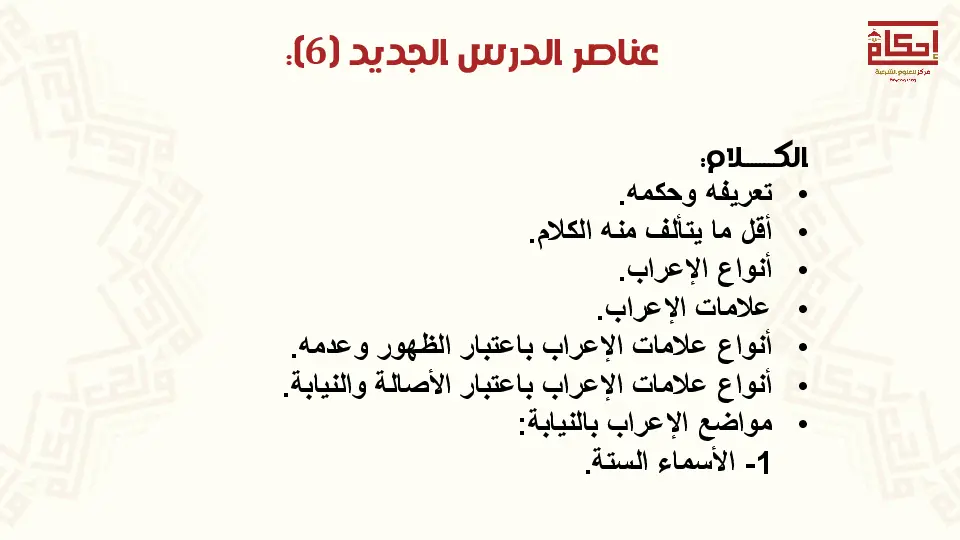 عناصر الدرس الجديد (6):
إحكام
مركز للعلوم الشرعية
الكـــلام:
• تعريفه وحكمه.
• أقل ما يتألف منه الكلام.
• أنواع الإعراب.
• علامات الإعراب.
• أنواع علامات الإعراب باعتبار الظهور وعدمه.
• أنواع علامات الإعراب باعتبار الأصالة والنيابة.
• مواضع الإعراب بالنيابة:
1- الأسماء الستة.